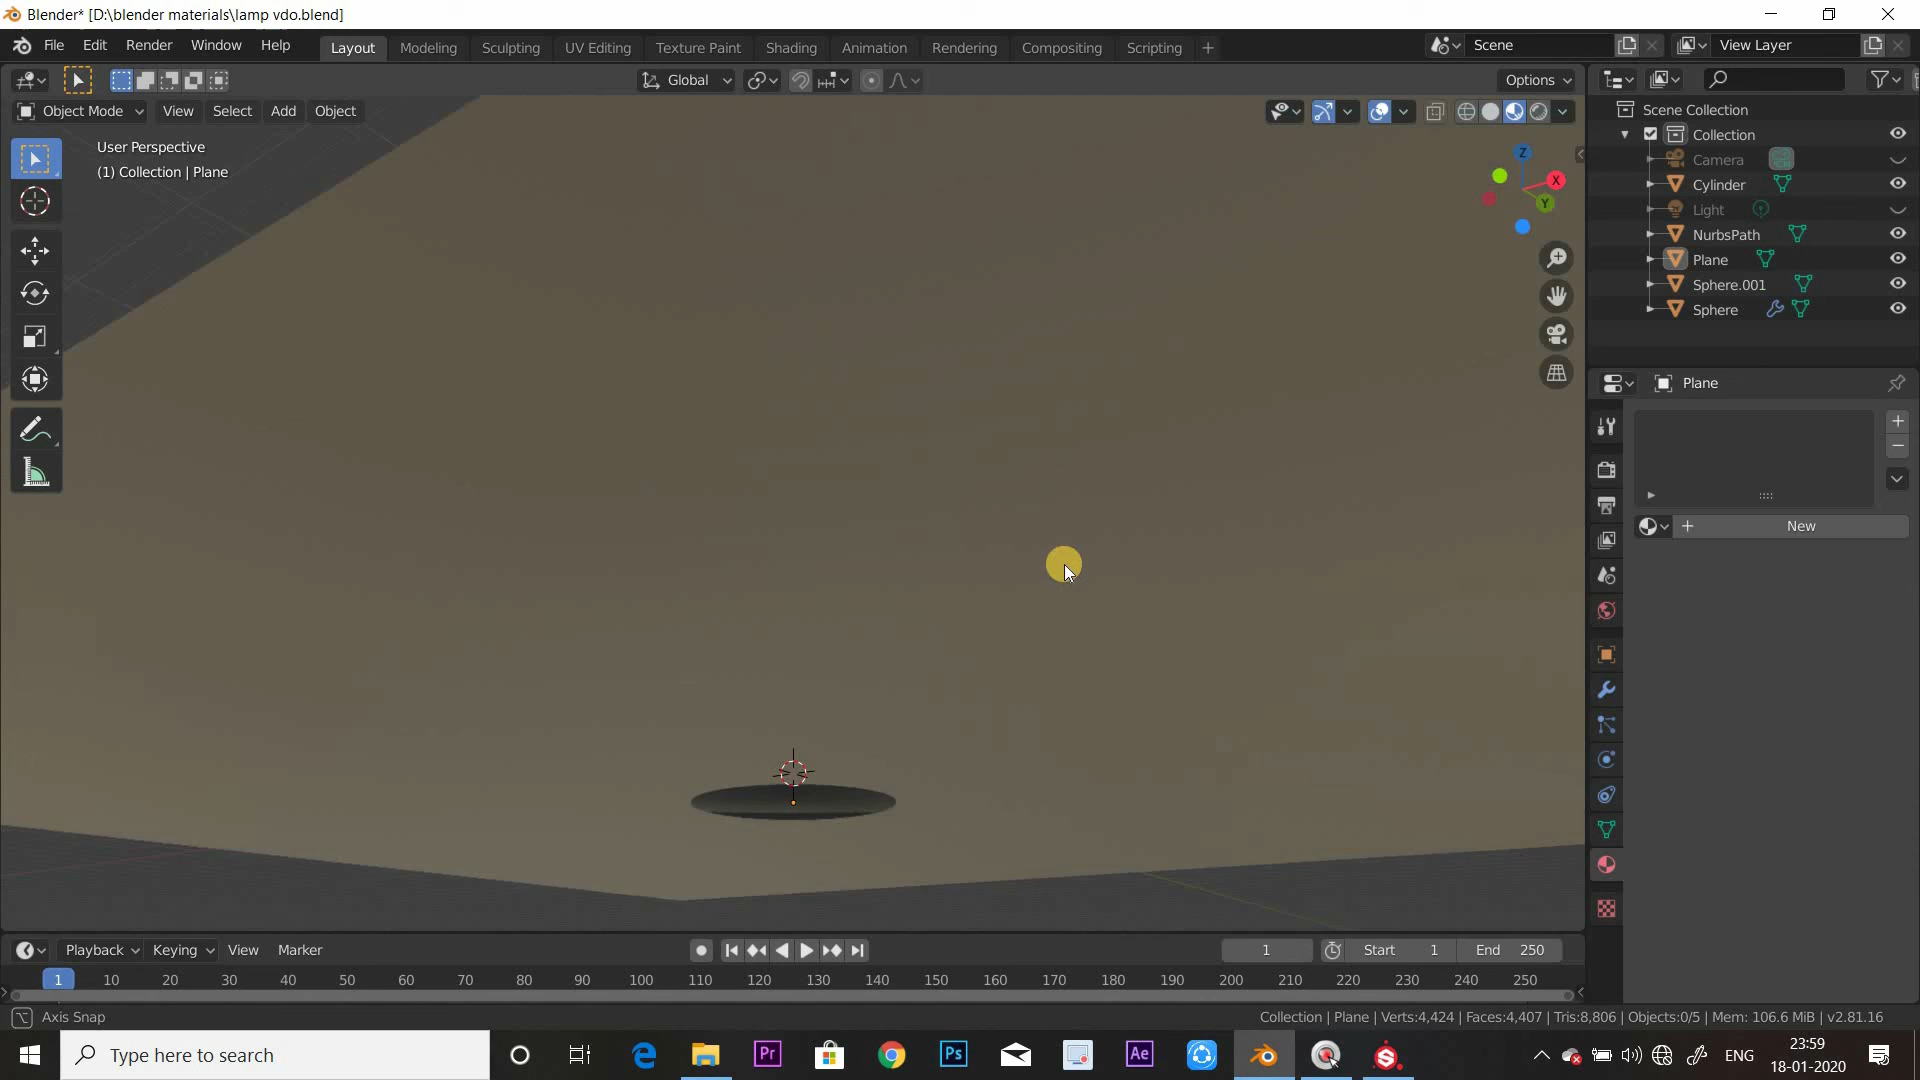 Blender* [D:\blender materials\lamp vdo.blend]
File Edit Render Window Help Layout Modeling Sculpting UV Editing Texture Paint Shading Animation Rendering Compositing Scripting + Scene View Layer
Global Options
Object Mode View Select Add Object
User Perspective
(1) Collection | Plane
Z
X
Y
Scene Collection
Collection
Camera
Cylinder
Light
NurbsPath
Plane
Sphere.001
Sphere
Plane
New
Playback Keying View Marker 1 Start 1 End 250
1 10 20 30 40 50 60 70 80 90 100 110 120 130 140 150 160 170 180 190 200 210 220 230 240 250
Axis Snap Collection | Plane | Verts:4,424 | Faces:4,407 | Tris:8,806 | Objects:0/5 | Mem: 106.6 MiB | v2.81.16
Type here to search Pr Ps Ae ENG 23:59
18-01-2020